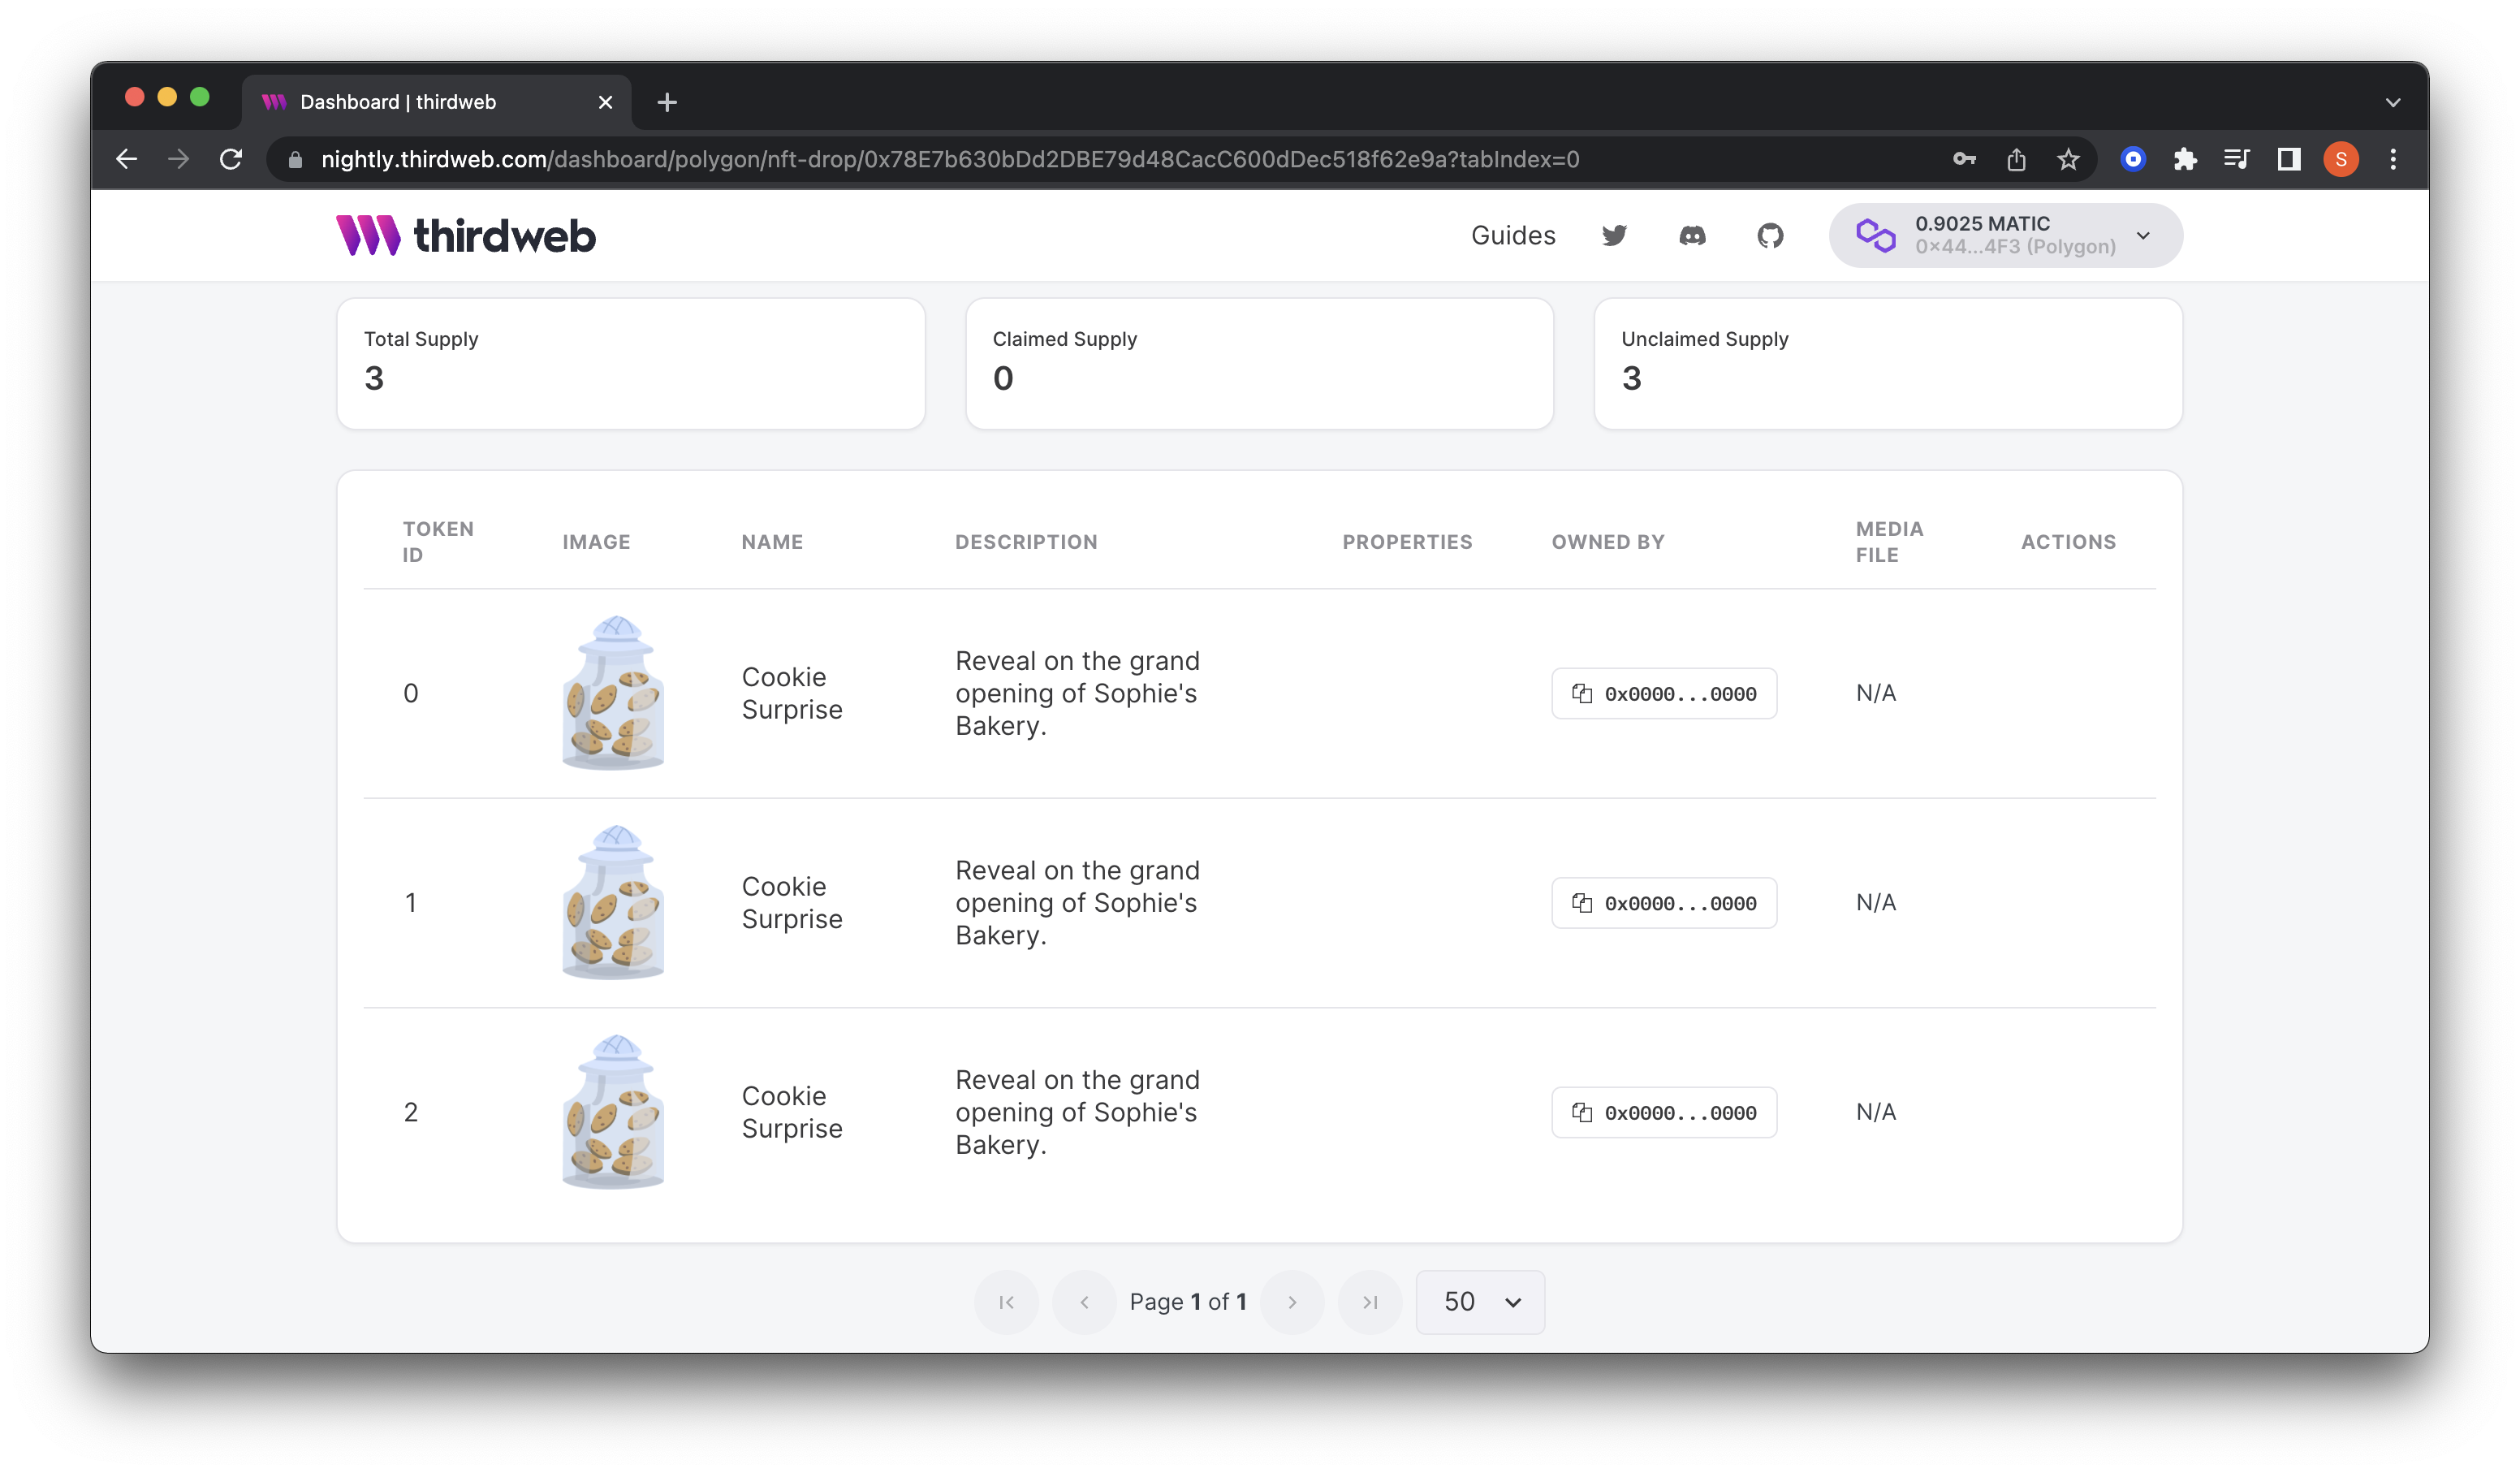 Dashboard | thirdweb
nightly.thirdweb.com/dashboard/polygon/nft-drop/0x78E7b630bDd2DBE79d48CacC600dDec518f62e9a?tabIndex=0
S
thirdweb
Guides
0.9025 MATIC
0x44...4F3 (Polygon)
Total Supply
3
Claimed Supply
0
Unclaimed Supply
3
TOKEN ID
IMAGE
NAME
DESCRIPTION
PROPERTIES
OWNED BY
MEDIA FILE
ACTIONS
0
Cookie
Surprise
Reveal on the grand
opening of Sophie's
Bakery.
0x0000...0000
N/A
1
Cookie
Surprise
Reveal on the grand
opening of Sophie's
Bakery.
0x0000...0000
N/A
2
Cookie
Surprise
Reveal on the grand
opening of Sophie's
Bakery.
0x0000...0000
N/A
Page 1 of 1
50